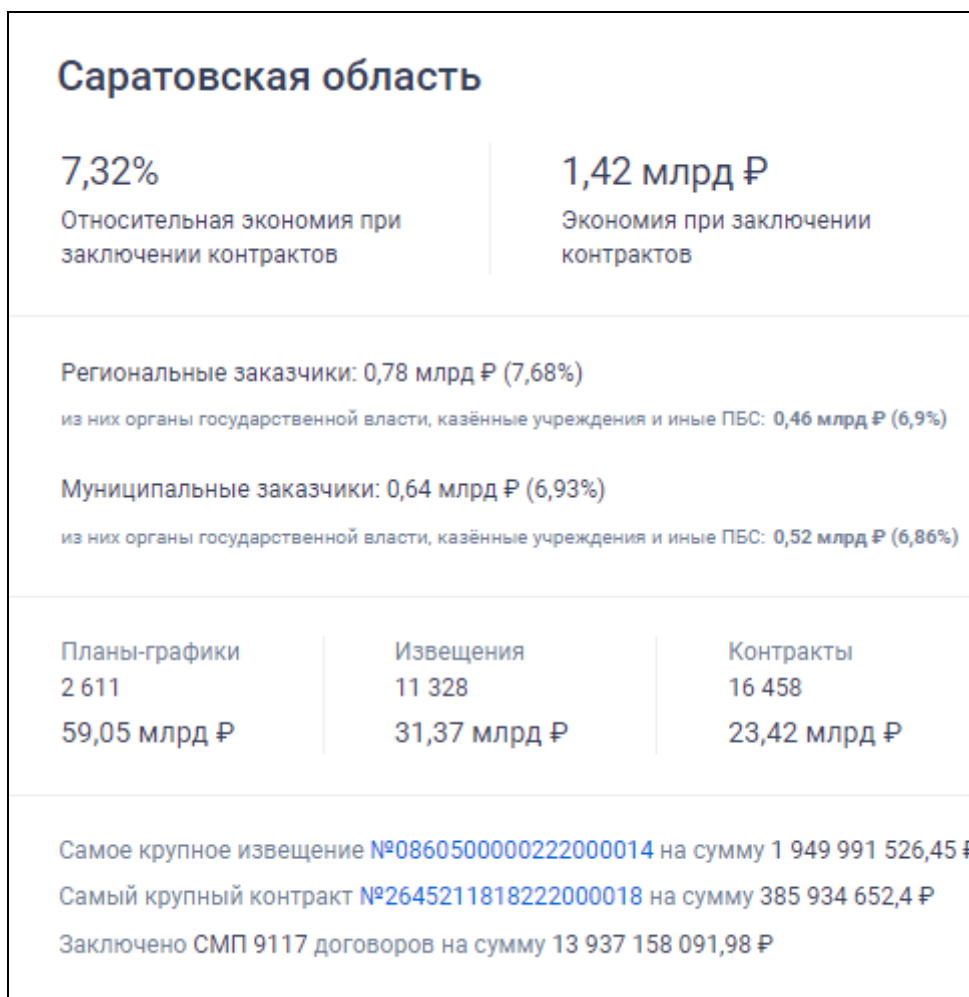 Саратовская область
7,32%
Относительная экономия при
заключении контрактов
1,42 млрд ₽
Экономия при заключении
контрактов
Региональные заказчики: 0,78 млрд ₽ (7,68%)
из них органы государственной власти, казённые учреждения и иные ПБС: 0,46 млрд ₽ (6,9%)
Муниципальные заказчики: 0,64 млрд ₽ (6,93%)
из них органы государственной власти, казённые учреждения и иные ПБС: 0,52 млрд ₽ (6,86%)
Планы-графики
2 611
59,05 млрд ₽
Извещения
11 328
31,37 млрд ₽
Контракты
16 458
23,42 млрд ₽
Самое крупное извещение №0860500000222000014 на сумму 1 949 991 526,45 ₽
Самый крупный контракт №2645211818222000018 на сумму 385 934 652,4 ₽
Заключено СМП 9117 договоров на сумму 13 937 158 091,98 ₽